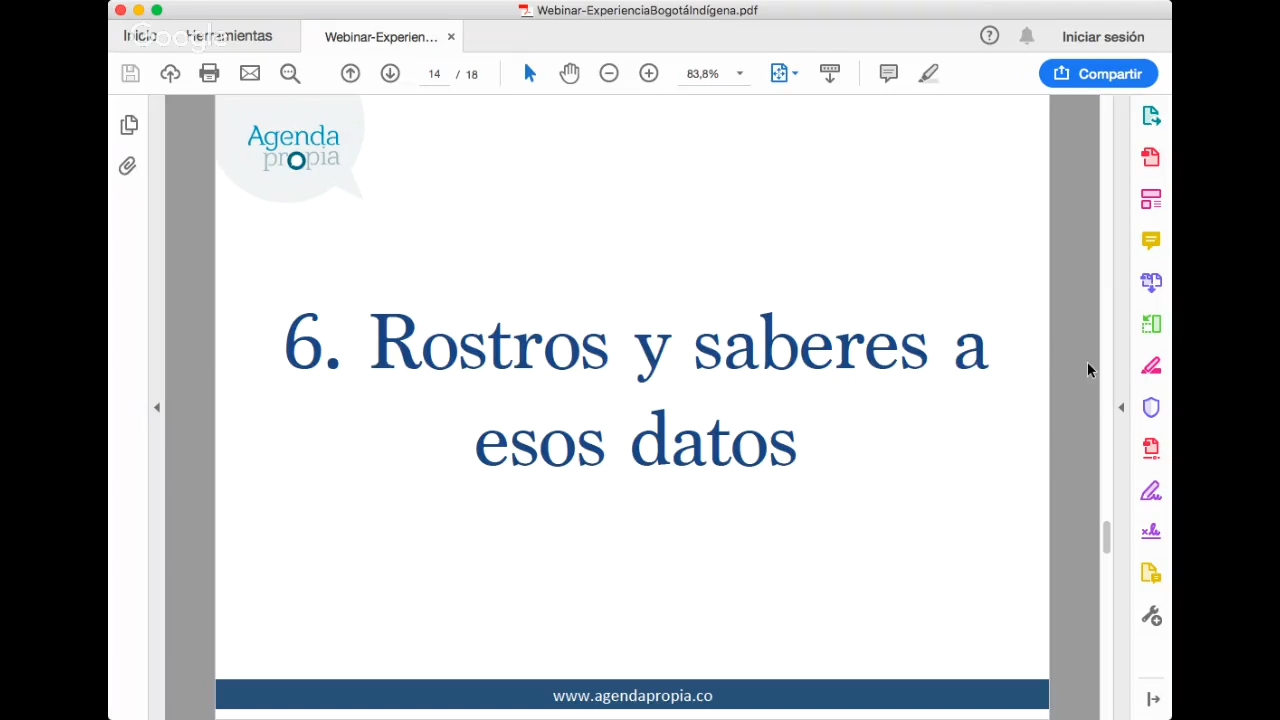 Webinar-ExperienciaBogotáIndígena.pdf
Inicio
Google
Herramientas
Webinar-Experien... ×
Iniciar sesión
14 / 18
83,8%
Compartir
Agenda
propia
6. Rostros y saberes a
esos datos
www.agendapropia.co